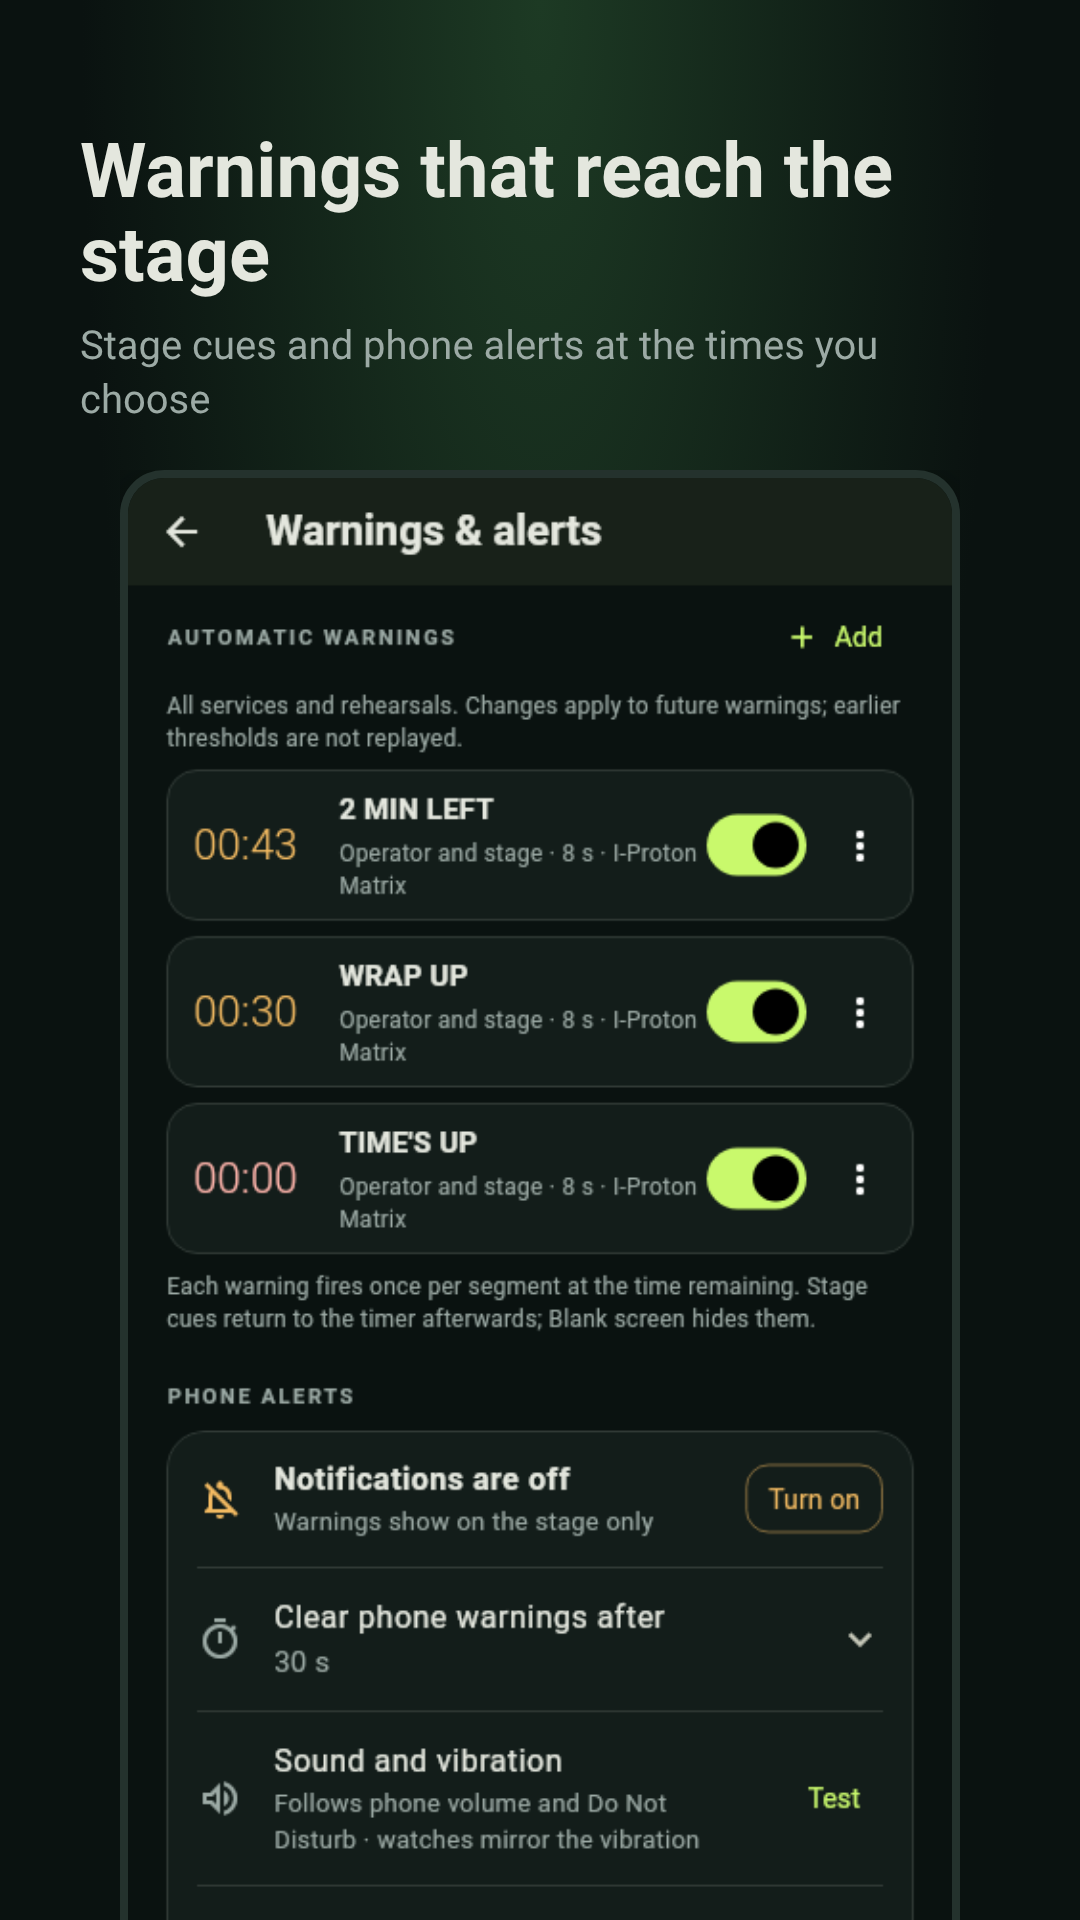 Warnings that reach the
stage
Stage cues and phone alerts at the times you
choose
Warnings & alerts
AUTOMATIC WARNINGS
+ Add
All services and rehearsals. Changes apply to future warnings; earlier
thresholds are not replayed.
00:43
2 MIN LEFT
Operator and stage · 8 s · I-Proton
Matrix
00:30
WRAP UP
Operator and stage · 8 s · I-Proton
Matrix
00:00
TIME'S UP
Operator and stage · 8 s · I-Proton
Matrix
Each warning fires once per segment at the time remaining. Stage
cues return to the timer afterwards; Blank screen hides them.
PHONE ALERTS
Notifications are off
Warnings show on the stage only
Turn on
Clear phone warnings after
30 s
Sound and vibration
Follows phone volume and Do Not
Disturb · watches mirror the vibration
Test